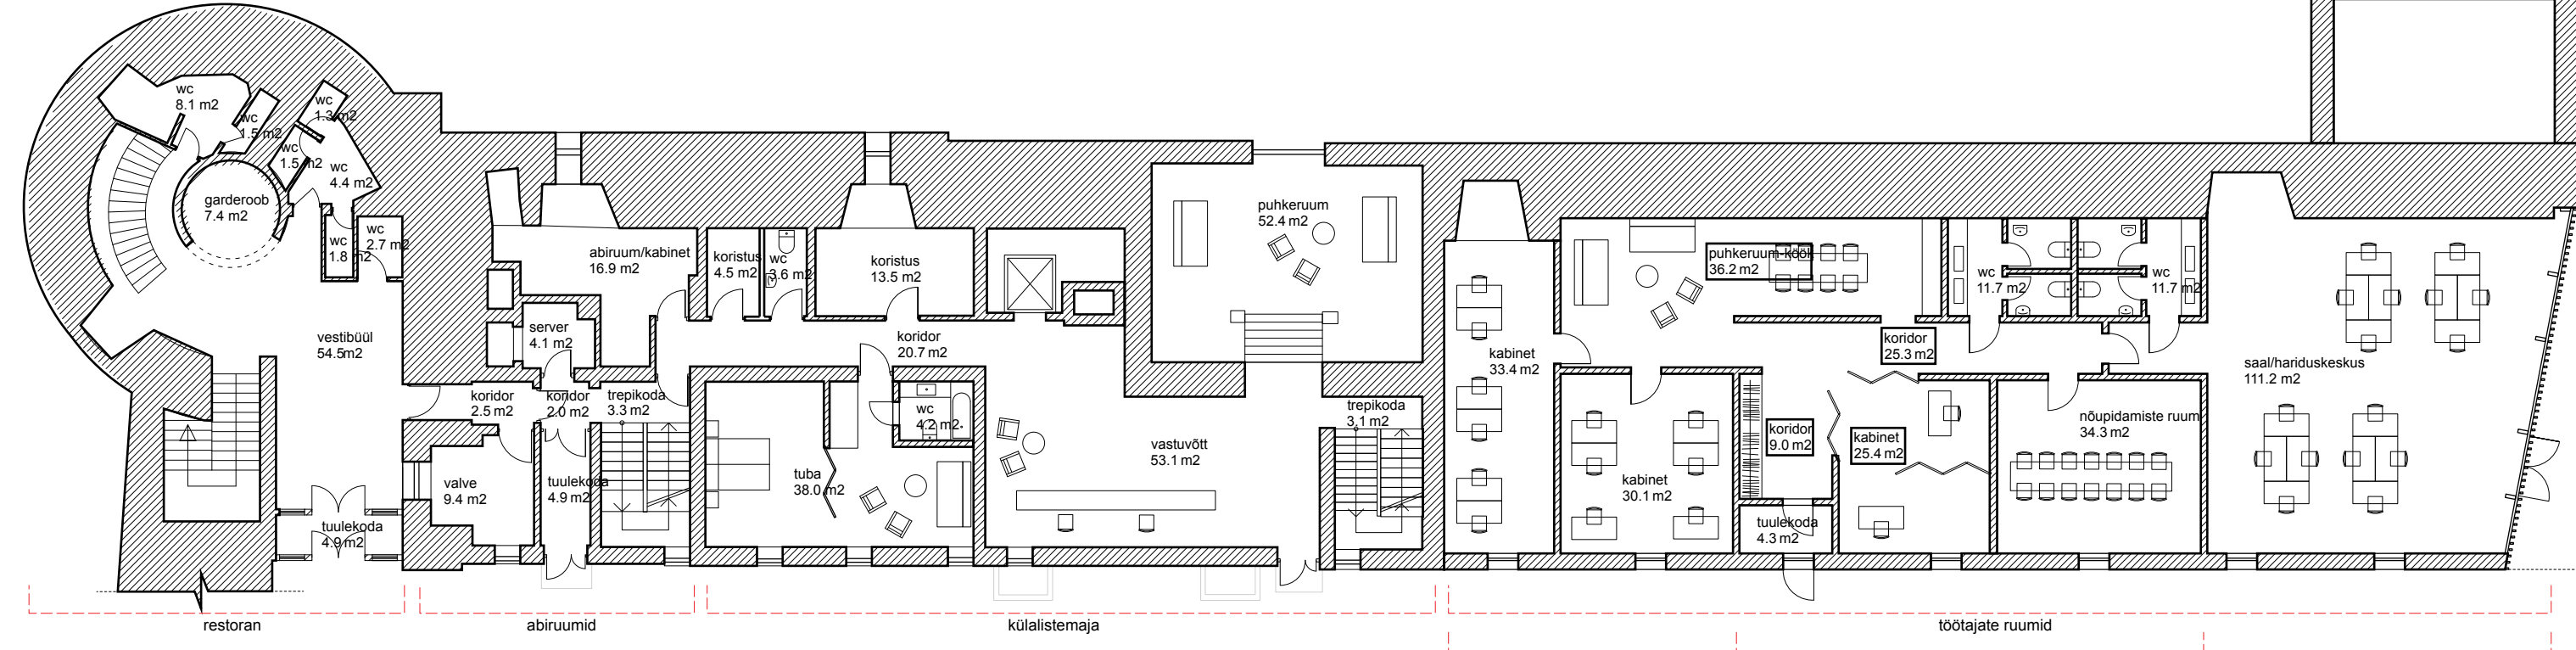 wc
8.1 m2
wc
1.5 m2
wc
1.3 m2
wc
1.5 m2
wc
4.4 m2
garderoob
7.4 m2
wc
1.8 m2
wc
2.7 m2
vestibüül
54.5m2
tuulekoda
4.9 m2
abiruum/kabinet
16.9 m2
server
4.1 m2
koridor
2.5 m2
koridor
2.0 m2
trepikoda
3.3 m2
valve
9.4 m2
tuulekoda
4.9 m2
koristus
4.5 m2
wc
3.6 m2
koristus
13.5 m2
koridor
20.7 m2
tuba
38.0 m2
wc
4.2 m2
puhkeruum
52.4 m2
vastuvõtt
53.1 m2
trepikoda
3.1 m2
kabinet
33.4 m2
puhkeruum-köök
36.2 m2
kabinet
30.1 m2
koridor
9.0 m2
tuulekoda
4.3 m2
koridor
25.3 m2
kabinet
25.4 m2
wc
11.7 m2
wc
11.7 m2
nõupidamiste ruum
34.3 m2
saal/hariduskeskus
111.2 m2
restoran
abiruumid
külalistemaja
töötajate ruumid